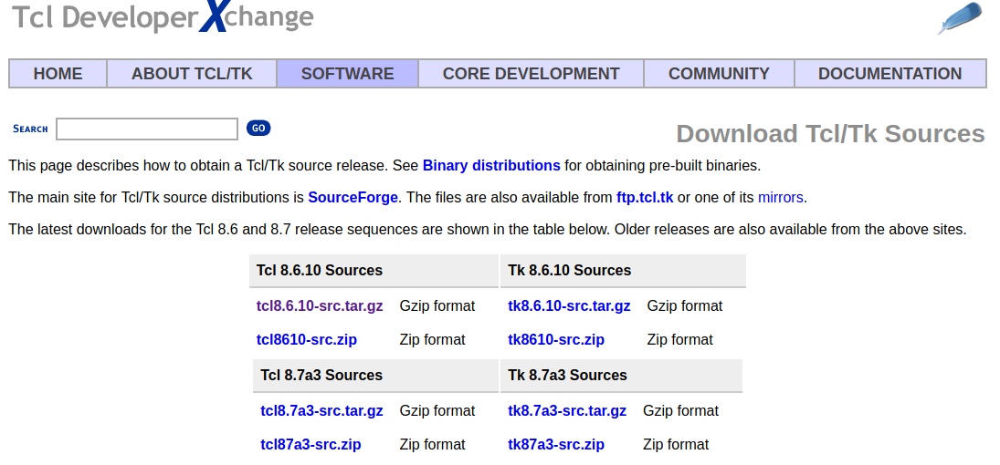 Tcl Developer Xchange
HOME ABOUT TCL/TK SOFTWARE CORE DEVELOPMENT COMMUNITY DOCUMENTATION
SEARCH GO
Download Tcl/Tk Sources
This page describes how to obtain a Tcl/Tk source release. See Binary distributions for obtaining pre-built binaries.
The main site for Tcl/Tk source distributions is SourceForge. The files are also available from ftp.tcl.tk or one of its mirrors.
The latest downloads for the Tcl 8.6 and 8.7 release sequences are shown in the table below. Older releases are also available from the above sites.
Tcl 8.6.10 Sources Tk 8.6.10 Sources
tcl8.6.10-src.tar.gz Gzip format tk8.6.10-src.tar.gz Gzip format
tcl8610-src.zip Zip format tk8610-src.zip Zip format
Tcl 8.7a3 Sources Tk 8.7a3 Sources
tcl8.7a3-src.tar.gz Gzip format tk8.7a3-src.tar.gz Gzip format
tcl87a3-src.zip Zip format tk87a3-src.zip Zip format